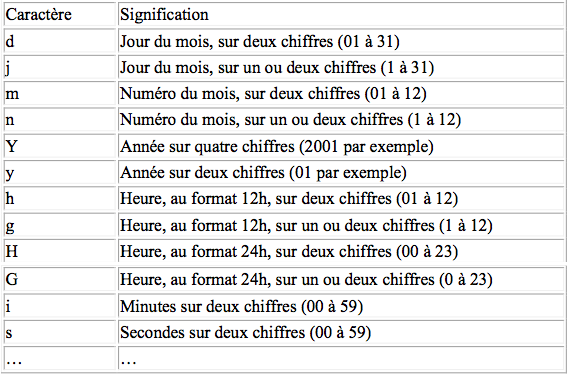 Caractère Signification
d Jour du mois, sur deux chiffres (01 à 31)
j Jour du mois, sur un ou deux chiffres (1 à 31)
m Numéro du mois, sur deux chiffres (01 à 12)
n Numéro du mois, sur un ou deux chiffres (1 à 12)
Y Année sur quatre chiffres (2001 par exemple)
y Année sur deux chiffres (01 par exemple)
h Heure, au format 12h, sur deux chiffres (01 à 12)
g Heure, au format 12h, sur un ou deux chiffres (1 à 12)
H Heure, au format 24h, sur deux chiffres (00 à 23)
G Heure, au format 24h, sur un ou deux chiffres (0 à 23)
i Minutes sur deux chiffres (00 à 59)
s Secondes sur deux chiffres (00 à 59)
… …